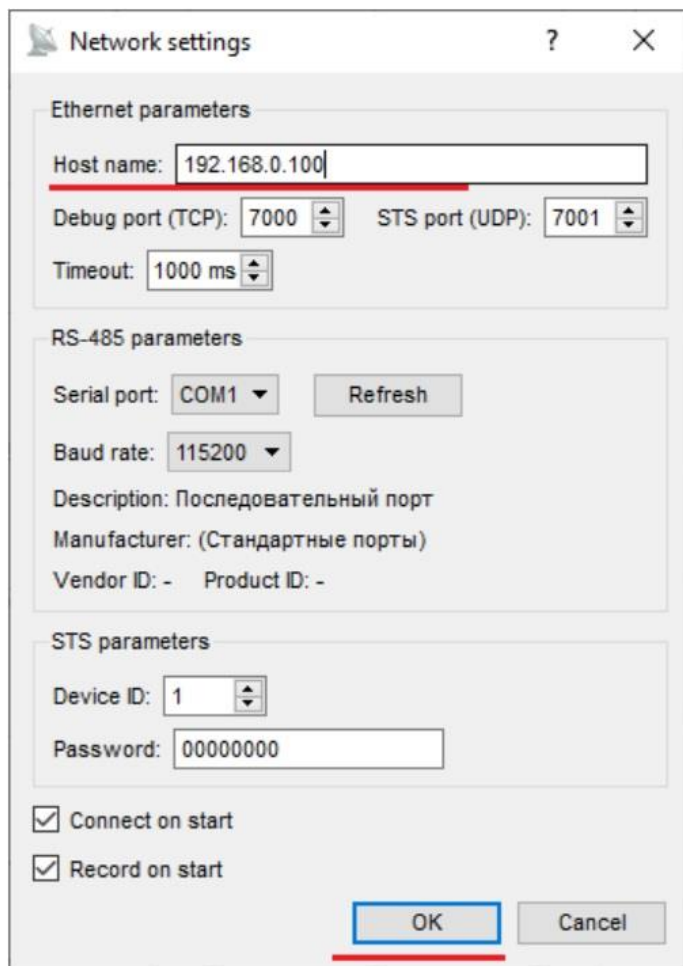 Network settings
Ethernet parameters
Host name: 192.168.0.100
Debug port (TCP): 7000 STS port (UDP): 7001
Timeout: 1000 ms
RS-485 parameters
Serial port: COM1 Refresh
Baud rate: 115200
Description: Последовательный порт
Manufacturer: (Стандартные порты)
Vendor ID: - Product ID: -
STS parameters
Device ID: 1
Password: 00000000
Connect on start
Record on start
OK Cancel